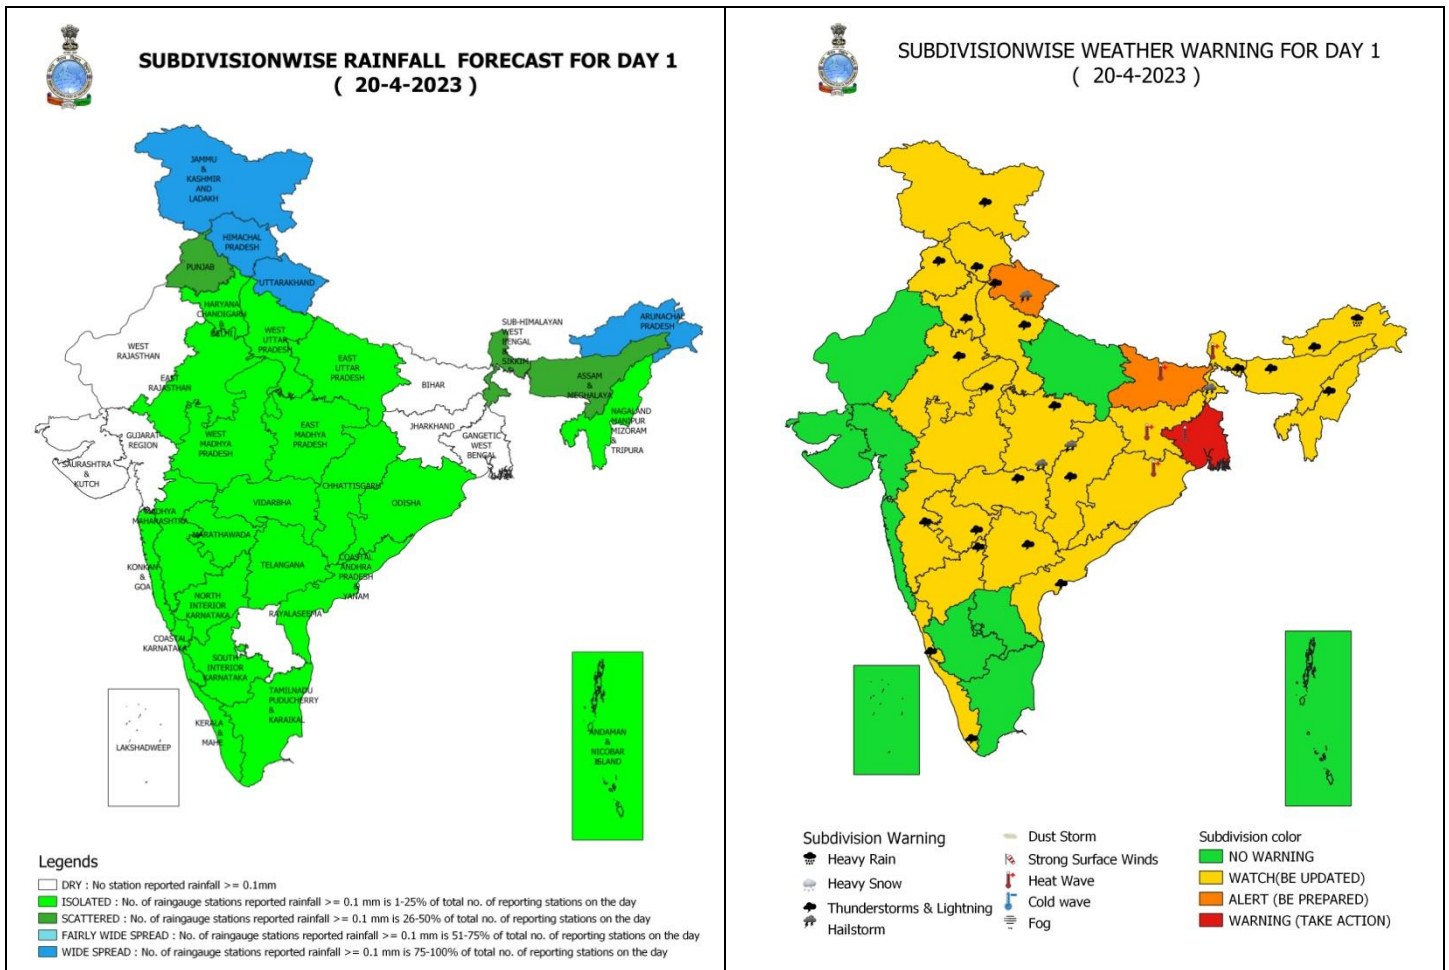 SUBDIVISIONWISE RAINFALL FORECAST FOR DAY 1
( 20-4-2023 )
JAMMU
&
KASHMIR
AND
LADAKH
HIMACHAL
PRADESH
PUNJAB
UTTARAKHAND
HARYANA
CHANDIGARH
&
DELHI
WEST
UTTAR
PRADESH
SUB-HIMALAYAN
WEST
BENGAL
&
SIKKIM
ARUNACHAL
PRADESH
WEST
RAJASTHAN
EAST
RAJASTHAN
EAST
UTTAR
PRADESH
BIHAR
ASSAM
&
MEGHALAYA
NAGALAND
MANIPUR
MIZORAM
&
TRIPURA
GUJARAT
REGION
WEST
MADHYA
PRADESH
EAST
MADHYA
PRADESH
JHARKHAND
GANGETIC
WEST
BENGAL
SAURASHTRA
&
KUTCH
CHHATTISGARH
VIDARBHA
ODISHA
MADHYA
MAHARASHTRA
MARATHAWADA
KONKAN
&
GOA
TELANGANA
COASTAL
ANDHRA
PRADESH
&
YANAM
NORTH
INTERIOR
KARNATAKA
RAYALASEEMA
COASTAL
KARNATAKA
SOUTH
INTERIOR
KARNATAKA
TAMILNADU
PUDUCHERRY
&
KARAIKAL
KERALA
&
MAHE
LAKSHADWEEP
ANDAMAN
&
NICOBAR
ISLAND
Legends
DRY : No station reported rainfall >= 0.1mm
ISOLATED : No. of raingauge stations reported rainfall >= 0.1 mm is 1-25% of total no. of reporting stations on the day
SCATTERED : No. of raingauge stations reported rainfall >= 0.1 mm is 26-50% of total no. of reporting stations on the day
FAIRLY WIDE SPREAD : No. of raingauge stations reported rainfall >= 0.1 mm is 51-75% of total no. of reporting stations on the day
WIDE SPREAD : No. of raingauge stations reported rainfall >= 0.1 mm is 75-100% of total no. of reporting stations on the day
SUBDIVISIONWISE WEATHER WARNING FOR DAY 1
( 20-4-2023 )
Subdivision Warning
Heavy Rain
Heavy Snow
Thunderstorms & Lightning
Hailstorm
Dust Storm
Strong Surface Winds
Heat Wave
Cold wave
Fog
Subdivision color
NO WARNING
WATCH(BE UPDATED)
ALERT (BE PREPARED)
WARNING (TAKE ACTION)